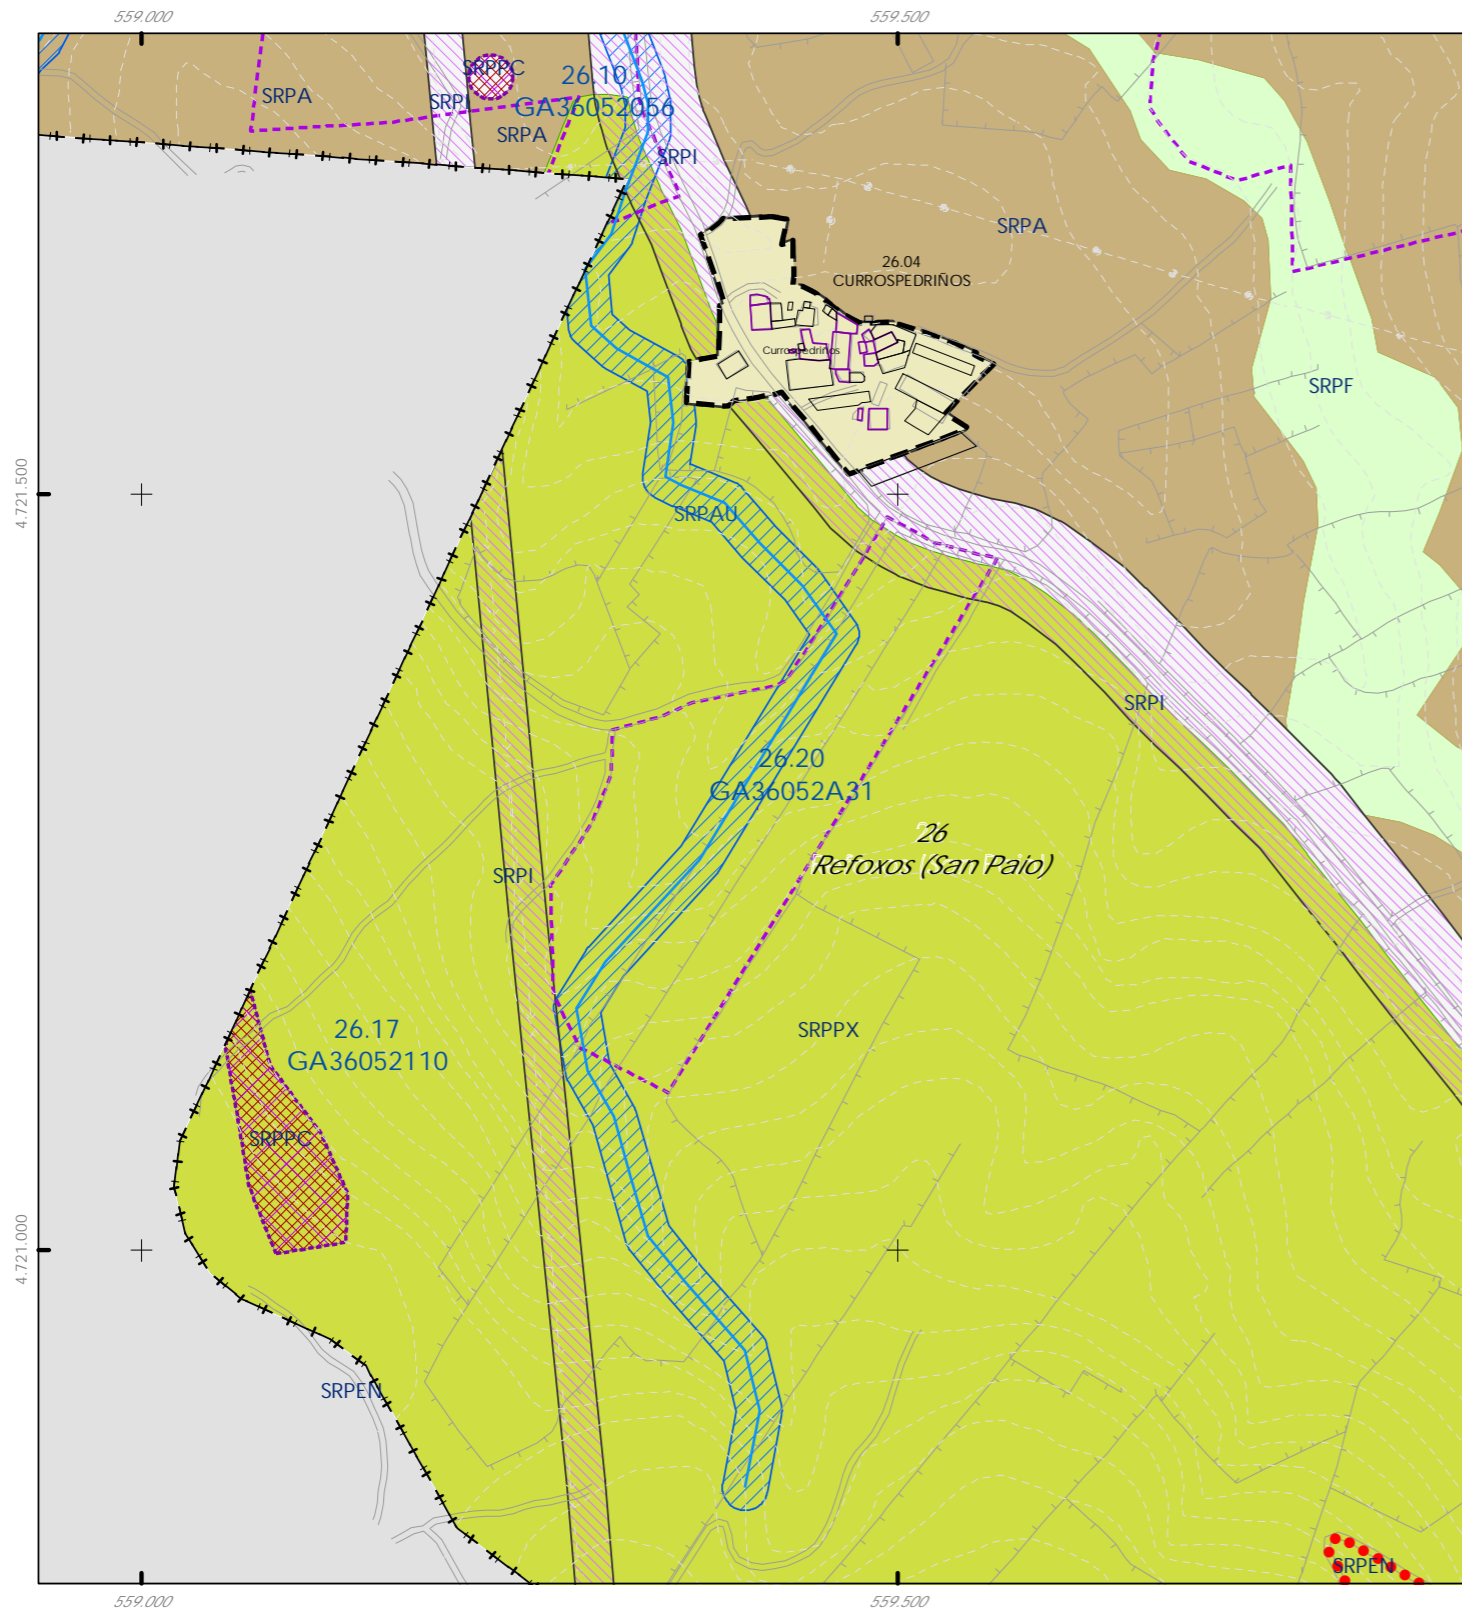 559.000
559.500
SRPPC
26.10
SRPA
SRPI
GA36052056
SRPA
SRPI
SRPA
26.04
CURROSPEDRIÑOS
Currospedriños
SRPF
4.721.500
SRPAU
SRPI
26.20
GA36052A31
26
Refoxos (San Paio)
SRPI
26.17
GA36052110
SRPPX
SRPPC
4.721.000
SRPEN
SRPEN
559.000
559.500